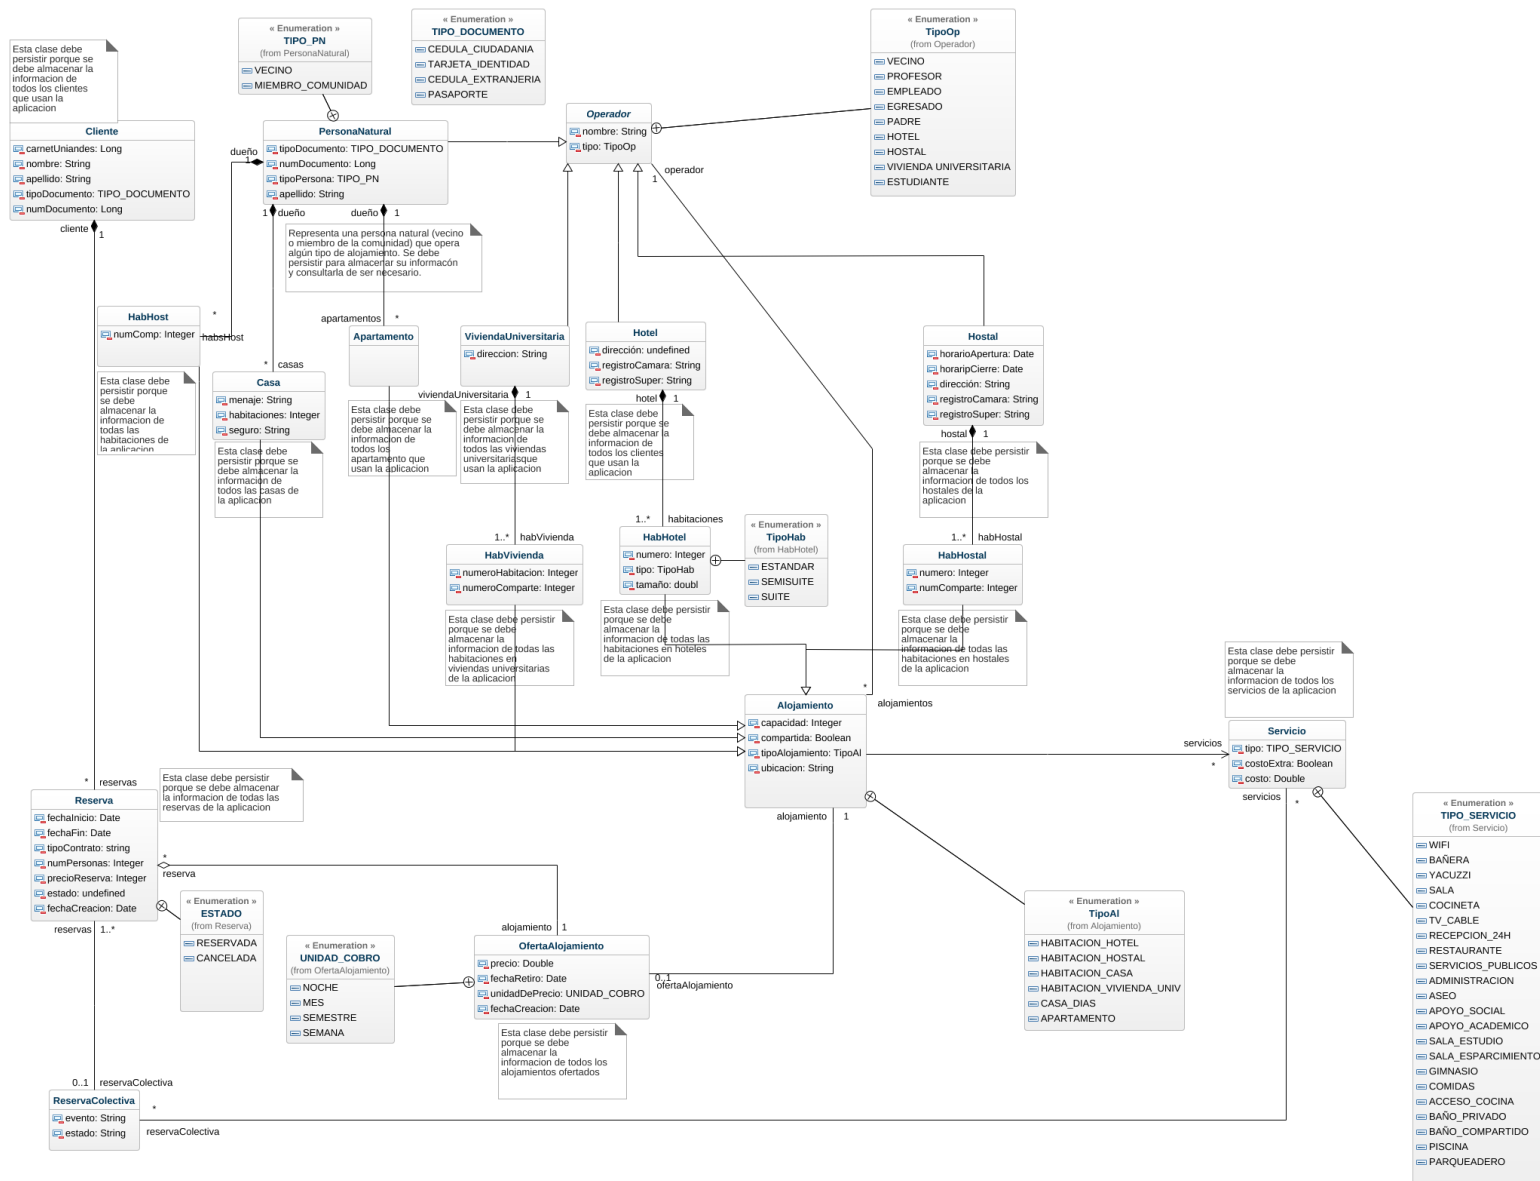 Esta clase debe
persistir porque se
debe almacenar la
informacion de
todos los clientes
que usan la
aplicacion
« Enumeration »
TIPO_PN
(from PersonaNatural)
VECINO
MIEMBRO_COMUNIDAD
« Enumeration »
TIPO_DOCUMENTO
CEDULA_CIUDADANIA
TARJETA_IDENTIDAD
CEDULA_EXTRANJERIA
PASAPORTE
« Enumeration »
TipoOp
(from Operador)
VECINO
PROFESOR
EMPLEADO
EGRESADO
PADRE
HOTEL
HOSTAL
VIVIENDA UNIVERSITARIA
ESTUDIANTE
Operador
nombre: String
tipo: TipoOp
operador
1
Cliente
carnetUniandes: Long
nombre: String
apellido: String
tipoDocumento: TIPO_DOCUMENTO
numDocumento: Long
cliente
1
PersonaNatural
tipoDocumento: TIPO_DOCUMENTO
numDocumento: Long
tipoPersona: TIPO_PN
apellido: String
dueño
1
1
dueño
dueño
1
Representa una persona natural (vecino
o miembro de la comunidad) que opera
algún tipo de alojamiento. Se debe
persistir para almacenar su informacón
y consultarla de ser necesario.
HabHost
numComp: Integer
*
habsHost
Esta clase debe
persistir porque
se debe
almacenar la
informacion de
todas las
habitaciones de
la aplicacion
* casas
Casa
menaje: String
habitaciones: Integer
seguro: String
Esta clase debe
persistir porque se
debe almacenar la
informacion de
todos las casas de
la aplicacion
apartamentos *
Apartamento
Esta clase debe
persistir porque se
debe almacenar la
informacion de
todos los
apartamento que
usan la aplicacion
ViviendaUniversitaria
direccion: String
viviendaUniversitaria 1
Esta clase debe
persistir porque se
debe almacenar la
informacion de
todas las viviendas
universitariasque
usan la aplicacion
Hotel
dirección: undefined
registroCamara: String
registroSuper: String
hotel 1
Esta clase debe
persistir porque se
debe almacenar la
informacion de
todos los clientes
que usan la
aplicacion
Hostal
horarioApertura: Date
horaripCierre: Date
dirección: String
registroCamara: String
registroSuper: String
hostal 1
Esta clase debe persistir
porque se debe
almacenar la
informacion de todos los
hostales de la
aplicacion
1..* habVivienda
HabVivienda
numeroHabitacion: Integer
numeroComparte: Integer
Esta clase debe persistir
porque se debe
almacenar la
informacion de todas las
habitaciones en
viviendas universitarias
de la aplicacion
1..* habitaciones
HabHotel
numero: Integer
tipo: TipoHab
tamaño: doubl
Esta clase debe persistir
porque se debe
almacenar la
informacion de todas las
habitaciones en hoteles
de la aplicacion
« Enumeration »
TipoHab
(from HabHotel)
ESTANDAR
SEMISUITE
SUITE
1..* habHostal
HabHostal
numero: Integer
numComparte: Integer
Esta clase debe persistir
porque se debe
almacenar la
informacion de todas las
habitaciones en hostales
de la aplicacion
*
alojamientos
Alojamiento
capacidad: Integer
compartida: Boolean
tipoAlojamiento: TipoAl
ubicacion: String
alojamiento 1
servicios
*
Esta clase debe persistir
porque se debe
almacenar la
informacion de todos los
servicios de la aplicacion
Servicio
tipo: TIPO_SERVICIO
costoExtra: Boolean
costo: Double
servicios *
« Enumeration »
TIPO_SERVICIO
(from Servicio)
WIFI
BAÑERA
YACUZZI
SALA
COCINETA
TV_CABLE
RECEPCION_24H
RESTAURANTE
SERVICIOS_PUBLICOS
ADMINISTRACION
ASEO
APOYO_SOCIAL
APOYO_ACADEMICO
SALA_ESTUDIO
SALA_ESPARCIMIENTO
GIMNASIO
COMIDAS
ACCESO_COCINA
BAÑO_PRIVADO
BAÑO_COMPARTIDO
PISCINA
PARQUEADERO
* reservas
Reserva
fechaInicio: Date
fechaFin: Date
tipoContrato: string
numPersonas: Integer
precioReserva: Integer
estado: undefined
fechaCreacion: Date
Esta clase debe persistir
porque se debe almacenar
la informacion de todas las
reservas de la aplicacion
*
reserva
reservas 1..*
« Enumeration »
ESTADO
(from Reserva)
RESERVADA
CANCELADA
« Enumeration »
UNIDAD_COBRO
(from OfertaAlojamiento)
NOCHE
MES
SEMESTRE
SEMANA
alojamiento 1
OfertaAlojamiento
precio: Double
fechaRetiro: Date
unidadDePrecio: UNIDAD_COBRO
fechaCreacion: Date
0..1
ofertaAlojamiento
Esta clase debe persistir
porque se debe
almacenar la
informacion de todos los
alojamientos ofertados
« Enumeration »
TipoAl
(from Alojamiento)
HABITACION_HOTEL
HABITACION_HOSTAL
HABITACION_CASA
HABITACION_VIVIENDA_UNIV
CASA_DIAS
APARTAMENTO
0..1 reservaColectiva
ReservaColectiva
evento: String
estado: String
*
reservaColectiva